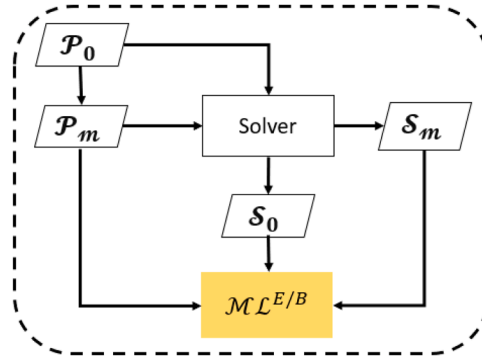 𝓟₀
𝓟ₘ
Solver
𝓢ₘ
𝓢₀
𝓜𝓛^{E/B}